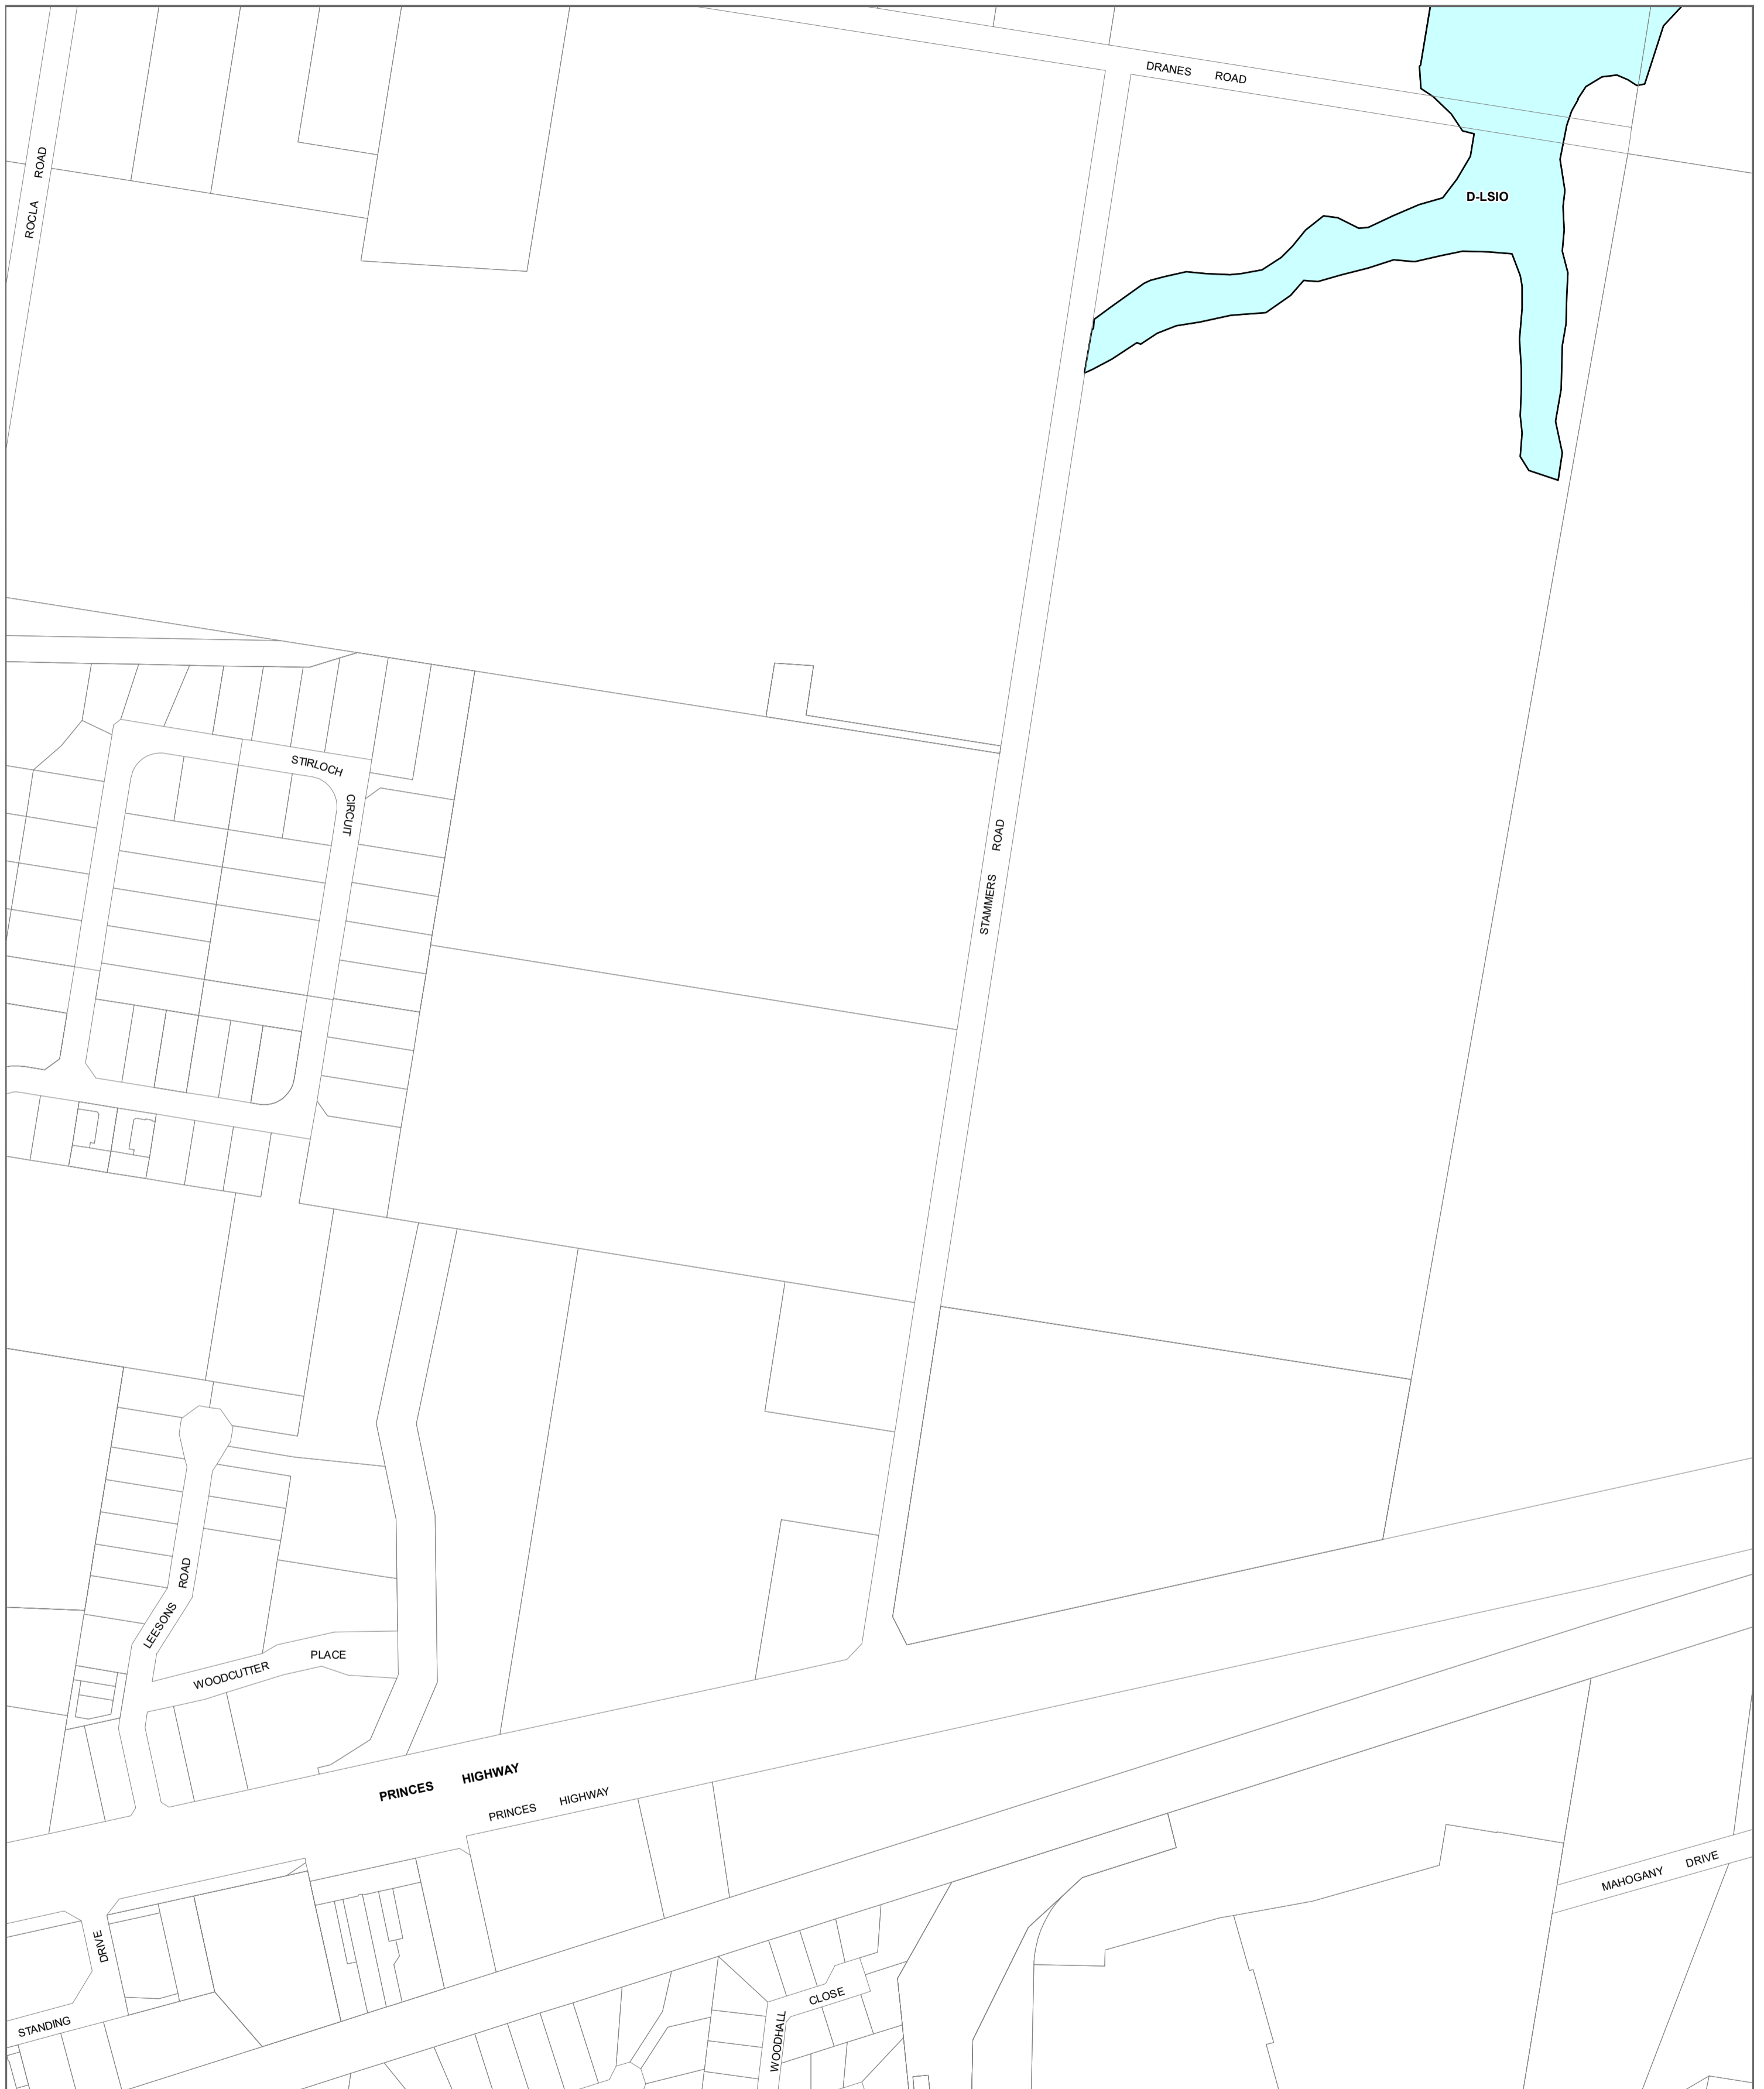 DRANES ROAD
ROCLA ROAD
D-LSIO
STIRLOCH
CIRCUIT
STAMMERS ROAD
LEESONS ROAD
WOODCUTTER PLACE
PRINCES HIGHWAY
PRINCES HIGHWAY
MAHOGANY DRIVE
DRIVE
STANDING
WOODHALL
CLOSE